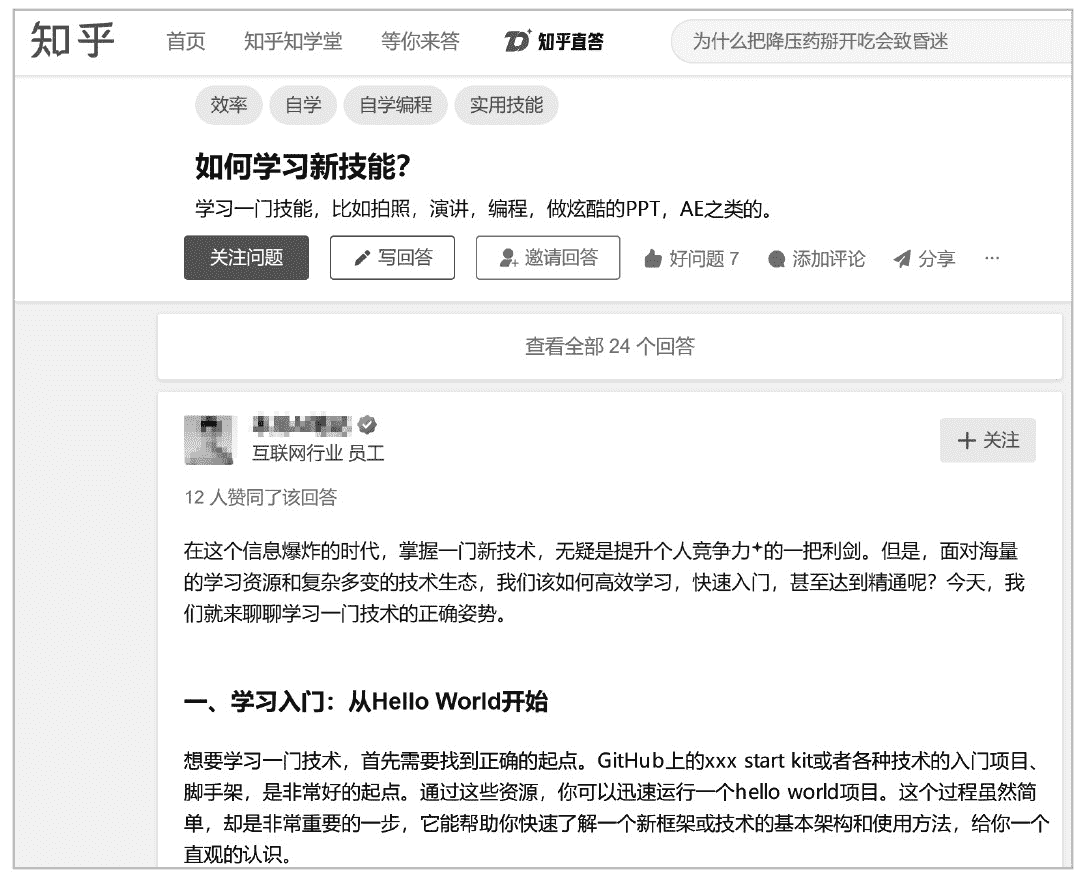 知乎 首页 知乎知学堂 等你来答 知乎直答 为什么把降压药掰开吃会致昏迷
效率 自学 自学编程 实用技能
如何学习新技能？
学习一门技能，比如拍照，演讲，编程，做炫酷的PPT，AE之类的。
关注问题 写回答 邀请回答 好问题 7 添加评论 分享 ···
查看全部 24 个回答
互联网行业 员工
+ 关注
12 人赞同了该回答
在这个信息爆炸的时代，掌握一门新技术，无疑是提升个人竞争力的一把利剑。但是，面对海量
的学习资源和复杂多变的技术生态，我们该如何高效学习，快速入门，甚至达到精通呢？今天，我
们就来聊聊学习一门技术的正确姿势。
一、学习入门：从Hello World开始
想要学习一门技术，首先需要找到正确的起点。GitHub上的xxx start kit或者各种技术的入门项目、
脚手架，是非常好的起点。通过这些资源，你可以迅速运行一个hello world项目。这个过程虽然简
单，却是非常重要的一步，它能帮助你快速了解一个新框架或技术的基本架构和使用方法，给你一个
直观的认识。